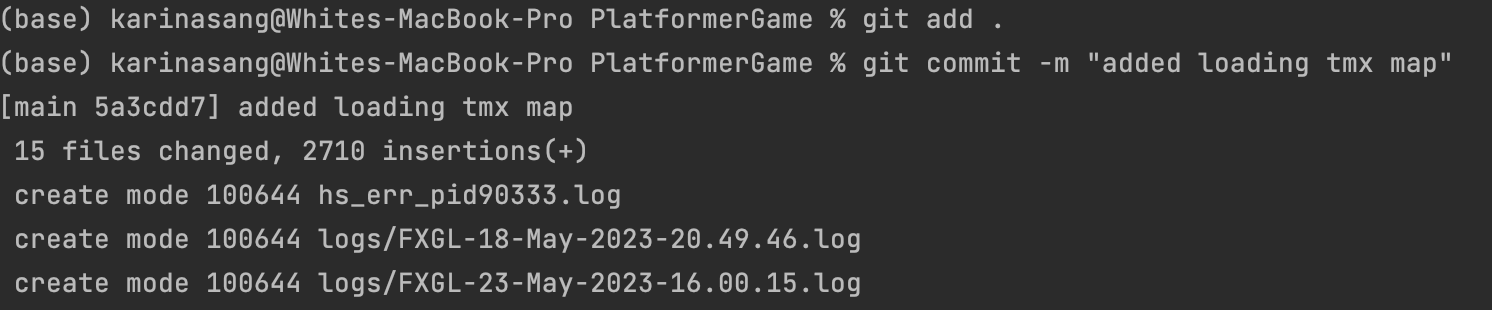 (base) karinasang@Whites-MacBook-Pro PlatformerGame % git add .
(base) karinasang@Whites-MacBook-Pro PlatformerGame % git commit -m "added loading tmx map"
[main 5a3cdd7] added loading tmx map
 15 files changed, 2710 insertions(+)
 create mode 100644 hs_err_pid90333.log
 create mode 100644 logs/FXGL-18-May-2023-20.49.46.log
 create mode 100644 logs/FXGL-23-May-2023-16.00.15.log